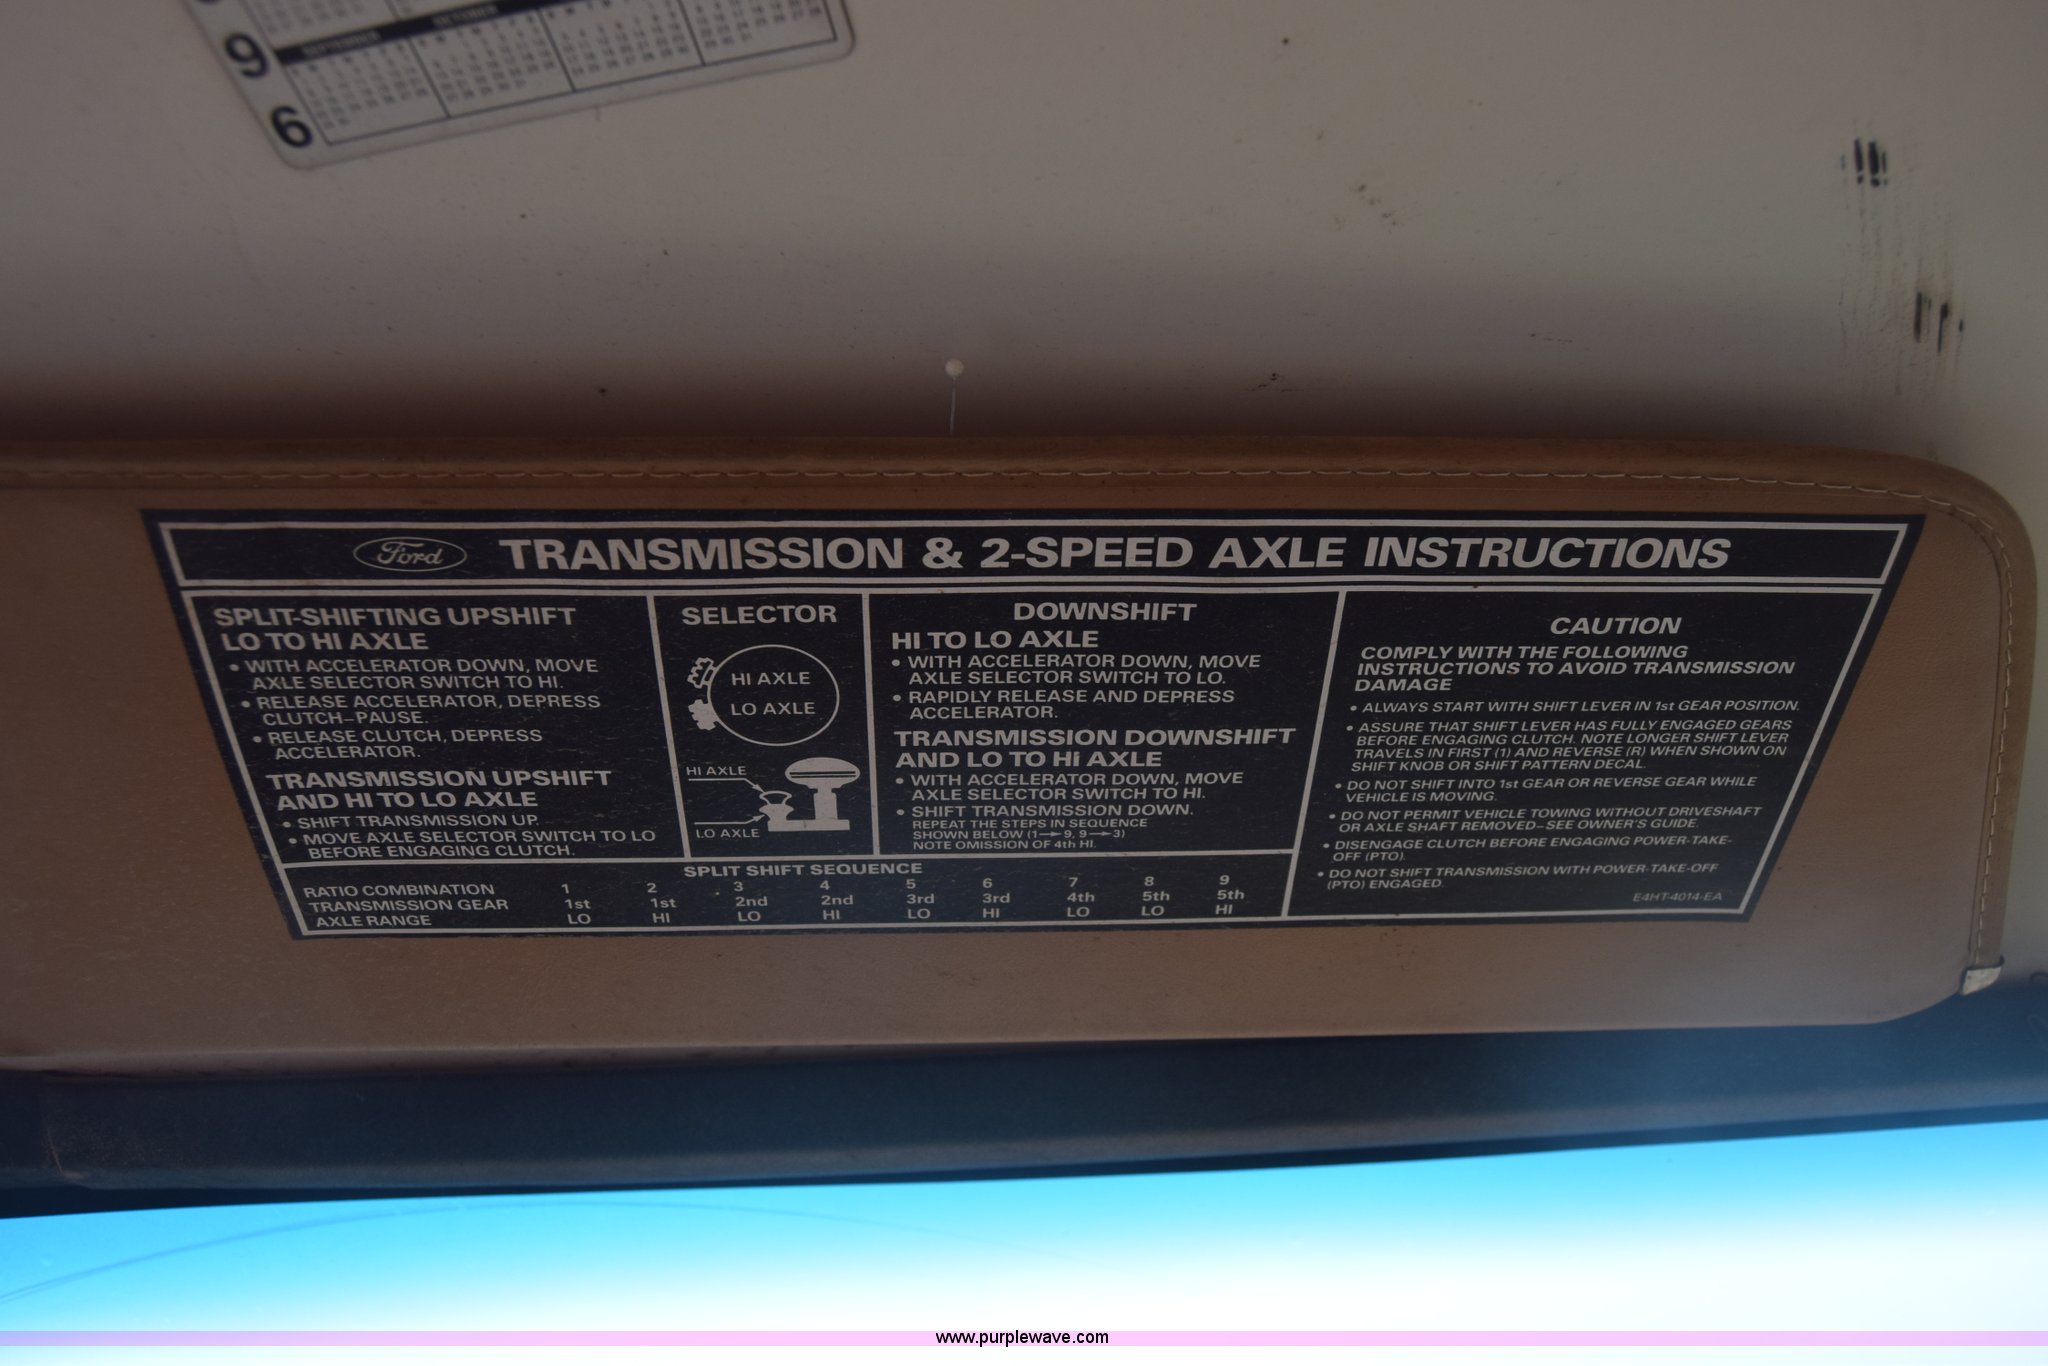 OCTOBER
SEPTEMBER
9
6
Ford TRANSMISSION & 2-SPEED AXLE INSTRUCTIONS
SPLIT-SHIFTING UPSHIFT
LO TO HI AXLE
• WITH ACCELERATOR DOWN, MOVE
AXLE SELECTOR SWITCH TO HI.
• RELEASE ACCELERATOR, DEPRESS
CLUTCH–PAUSE.
• RELEASE CLUTCH, DEPRESS
ACCELERATOR.
TRANSMISSION UPSHIFT
AND HI TO LO AXLE
• SHIFT TRANSMISSION UP.
• MOVE AXLE SELECTOR SWITCH TO LO
BEFORE ENGAGING CLUTCH.
SELECTOR
HI AXLE
LO AXLE
HI AXLE
LO AXLE
DOWNSHIFT
HI TO LO AXLE
• WITH ACCELERATOR DOWN, MOVE
AXLE SELECTOR SWITCH TO LO.
• RAPIDLY RELEASE AND DEPRESS
ACCELERATOR.
TRANSMISSION DOWNSHIFT
AND LO TO HI AXLE
• WITH ACCELERATOR DOWN, MOVE
AXLE SELECTOR SWITCH TO HI.
• SHIFT TRANSMISSION DOWN.
REPEAT THE STEPS IN SEQUENCE
SHOWN BELOW (1→9, 9→3)
NOTE OMISSION OF 4th HI.
SPLIT SHIFT SEQUENCE
RATIO COMBINATION 1 2 3 4 5 6 7 8 9
TRANSMISSION GEAR 1st 1st 2nd 2nd 3rd 3rd 4th 5th 5th
AXLE RANGE LO HI LO HI LO HI LO LO HI
CAUTION
COMPLY WITH THE FOLLOWING
INSTRUCTIONS TO AVOID TRANSMISSION
DAMAGE
• ALWAYS START WITH SHIFT LEVER IN 1st GEAR POSITION.
• ASSURE THAT SHIFT LEVER HAS FULLY ENGAGED GEARS
BEFORE ENGAGING CLUTCH. NOTE LONGER SHIFT LEVER
TRAVELS IN FIRST (1) AND REVERSE (R) WHEN SHOWN ON
SHIFT KNOB OR SHIFT PATTERN DECAL.
• DO NOT SHIFT INTO 1st GEAR OR REVERSE GEAR WHILE
VEHICLE IS MOVING.
• DO NOT PERMIT VEHICLE TOWING WITHOUT DRIVESHAFT
OR AXLE SHAFT REMOVED–SEE OWNER'S GUIDE.
• DISENGAGE CLUTCH BEFORE ENGAGING POWER-TAKE-
OFF (PTO).
• DO NOT SHIFT TRANSMISSION WITH POWER-TAKE-OFF
(PTO) ENGAGED.
E4HT-4014-EA
www.purplewave.com